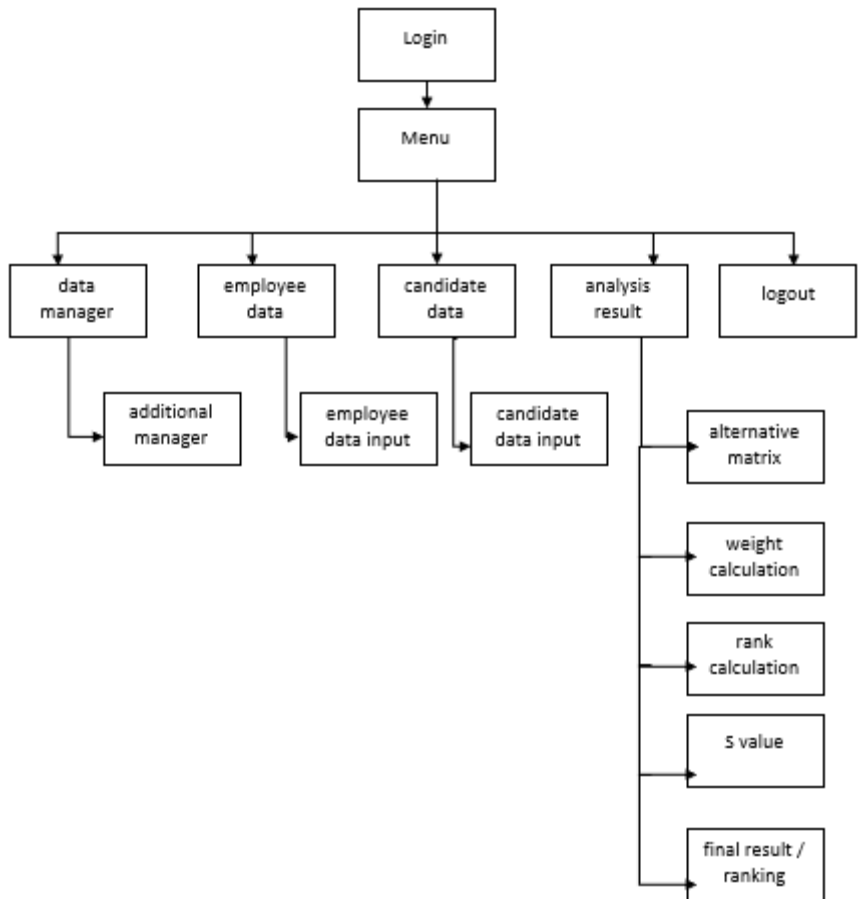 Login
Menu
data
manager
employee
data
candidate
data
analysis
result
logout
additional
manager
employee
data input
candidate
data input
alternative
matrix
weight
calculation
rank
calculation
S value
final result /
ranking